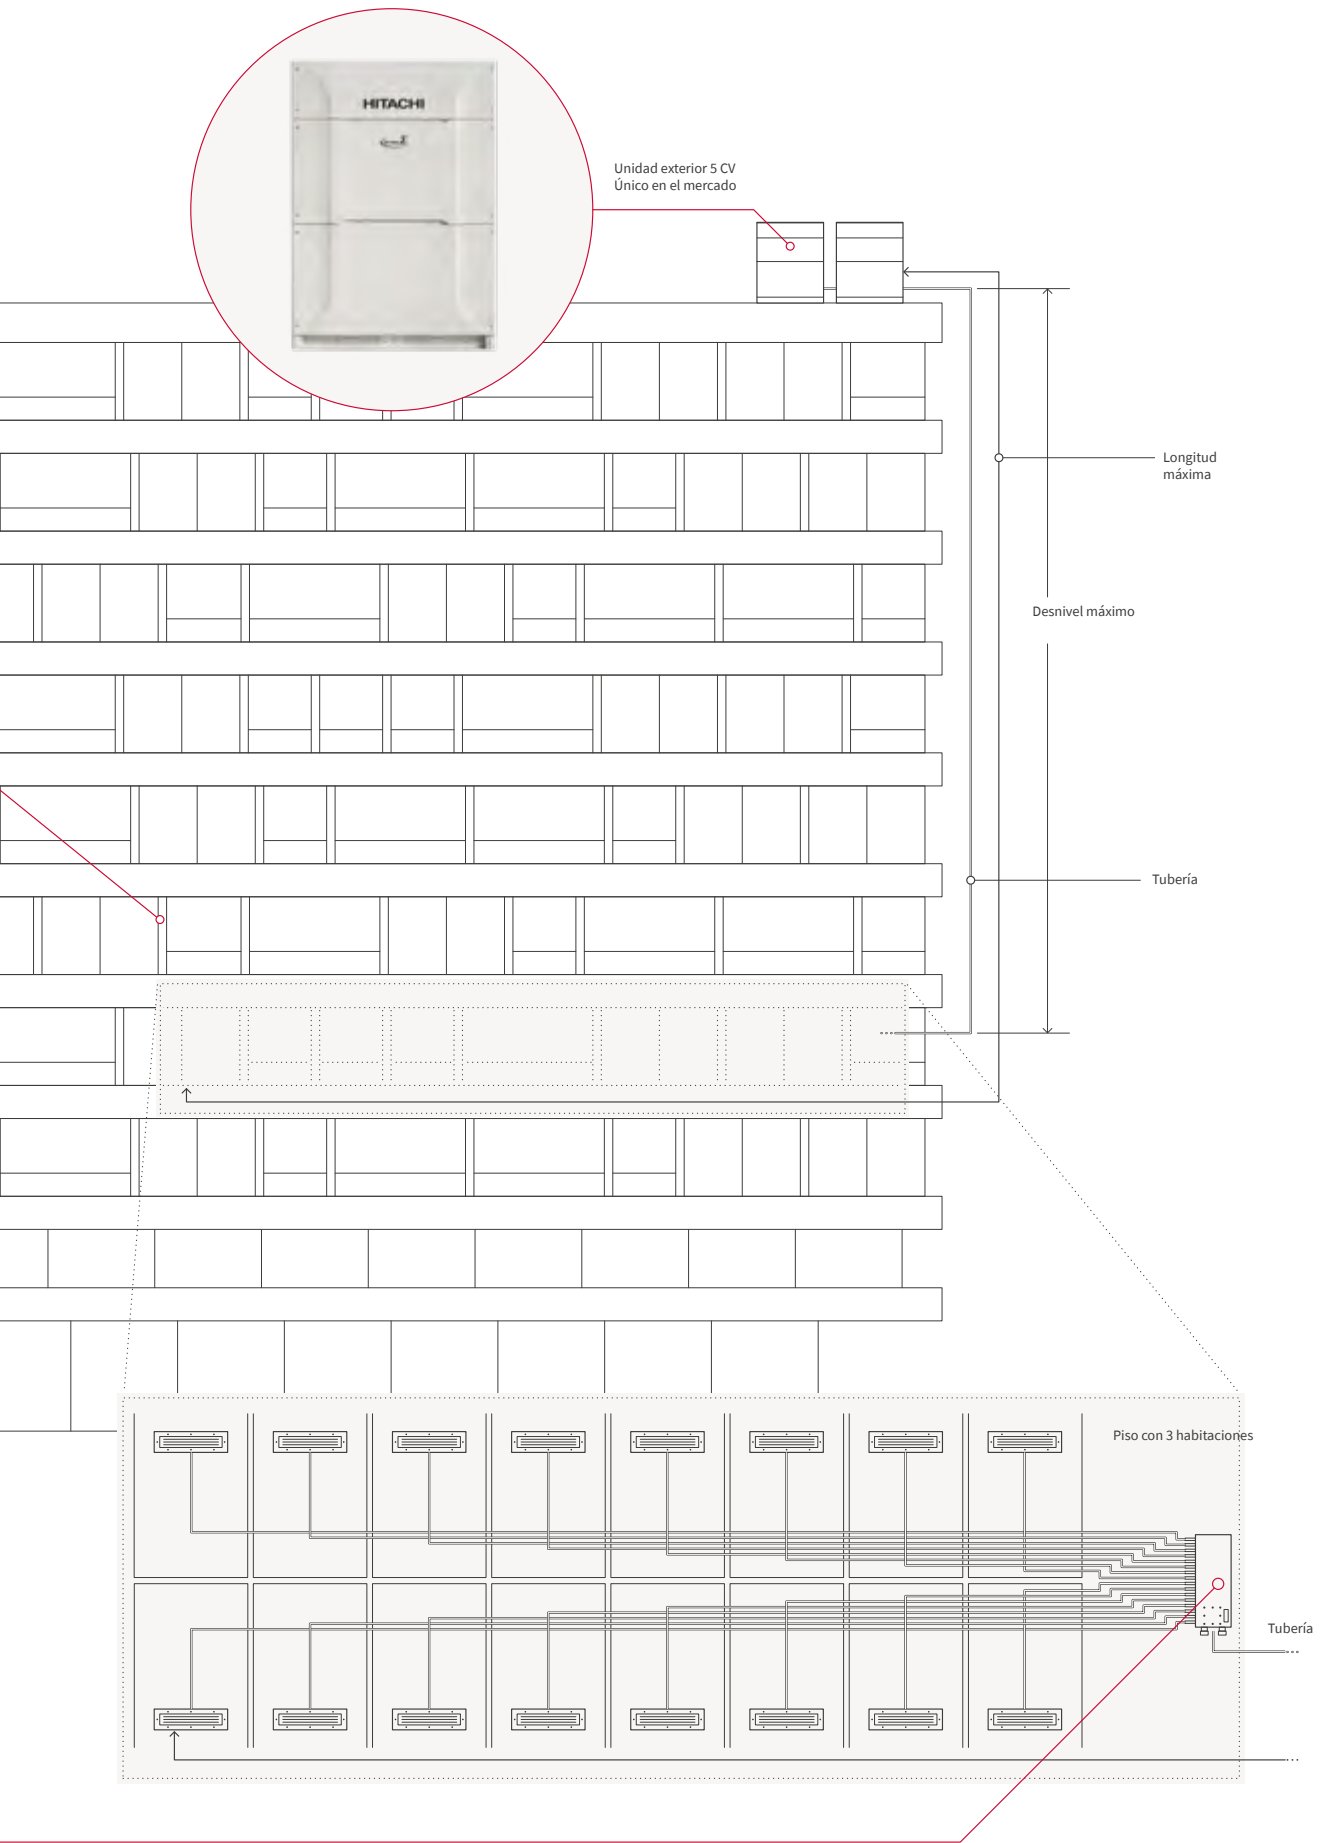 HITACHI
Unidad exterior 5 CV
Único en el mercado
Longitud
máxima
Desnivel máximo
Tubería
Piso con 3 habitaciones
Tubería